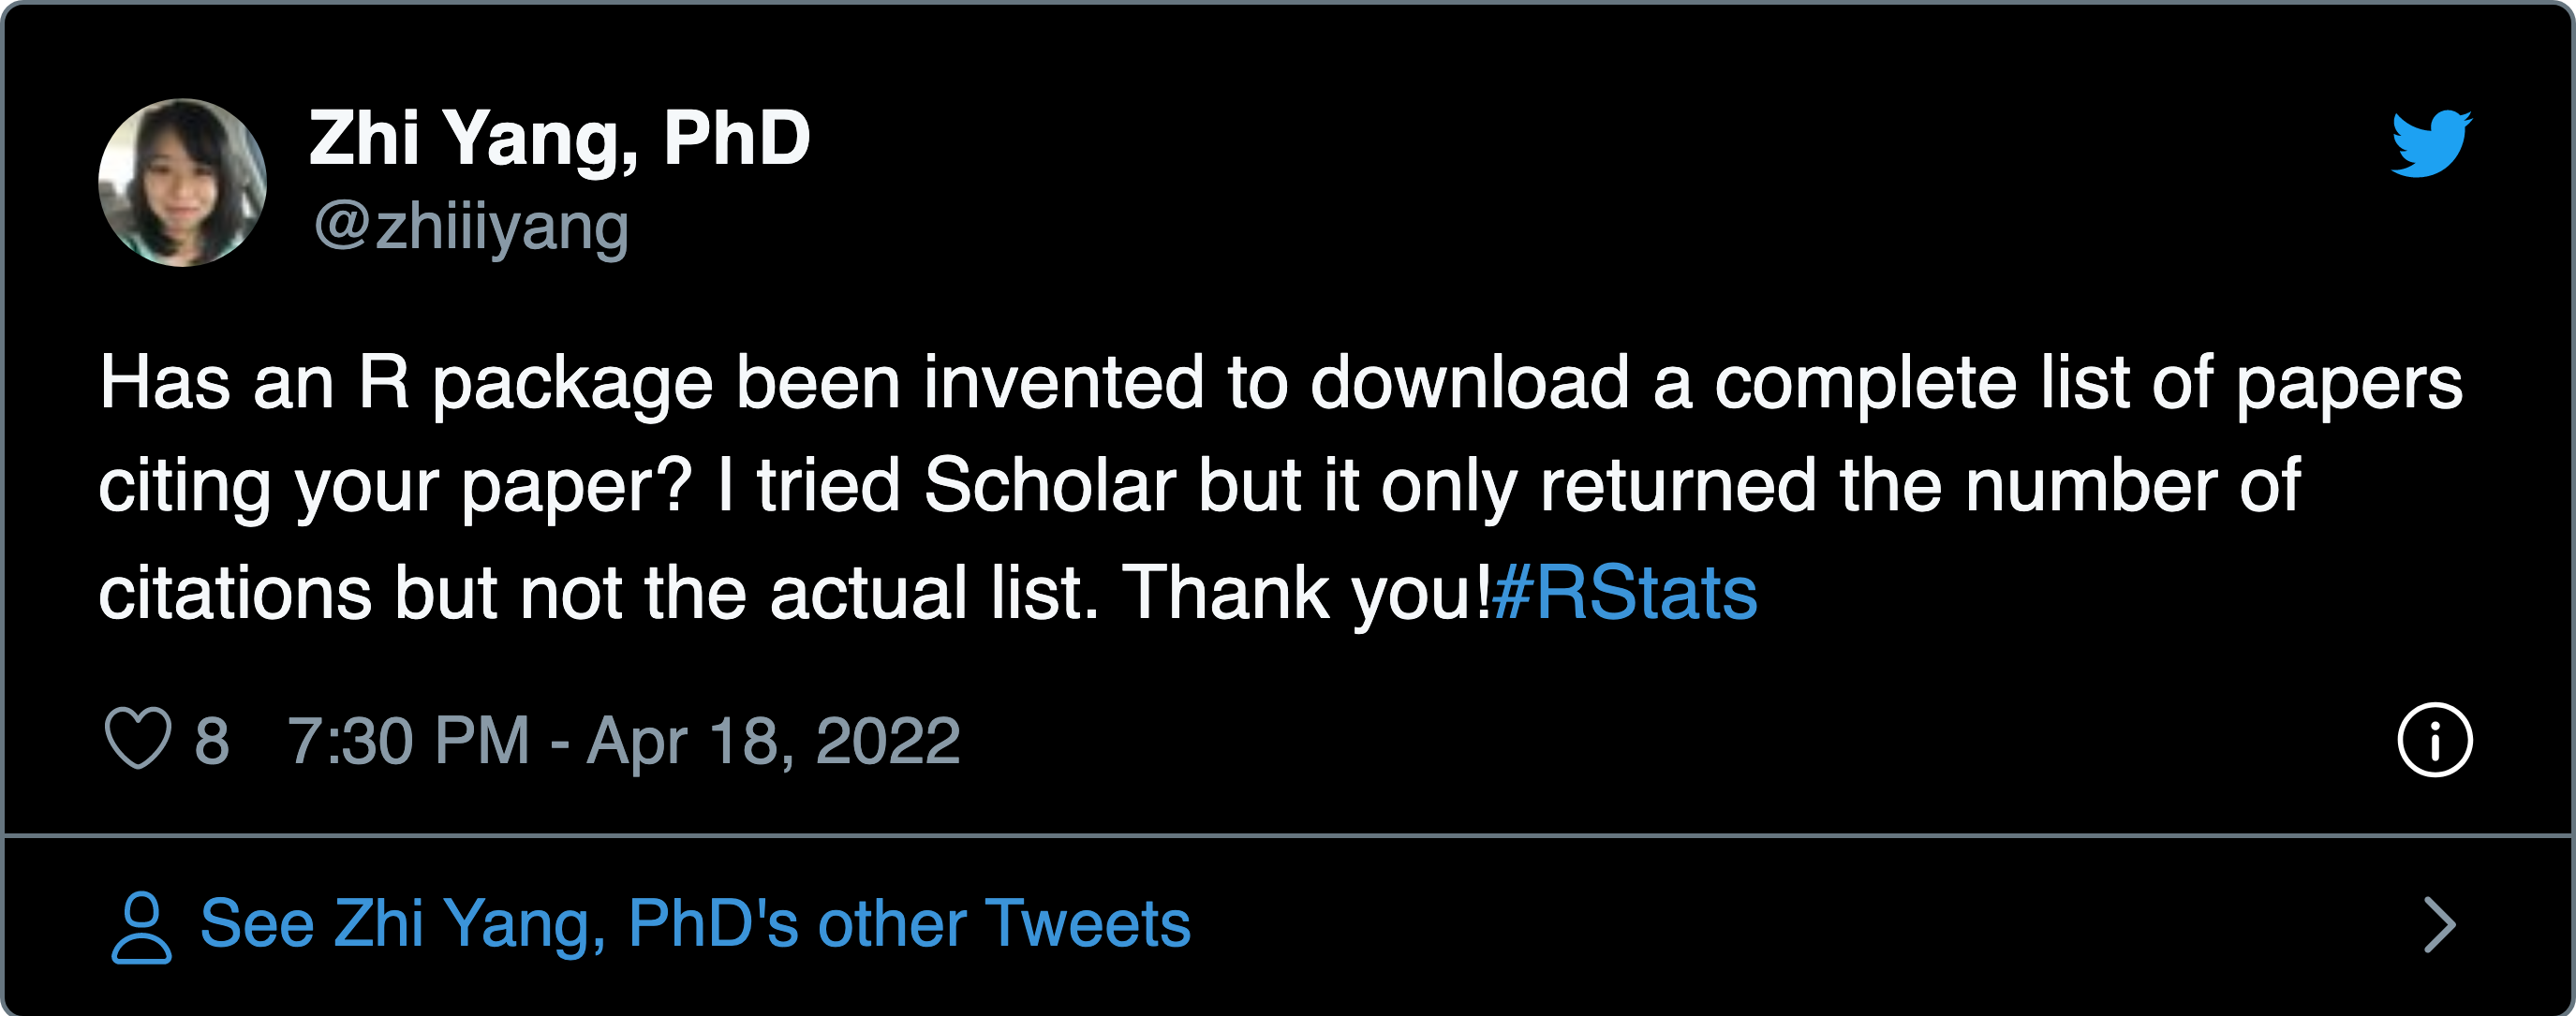 Zhi Yang, PhD
@zhiiiyang
Has an R package been invented to download a complete list of papers
citing your paper? I tried Scholar but it only returned the number of
citations but not the actual list. Thank you!#RStats
8 7:30 PM - Apr 18, 2022
See Zhi Yang, PhD's other Tweets